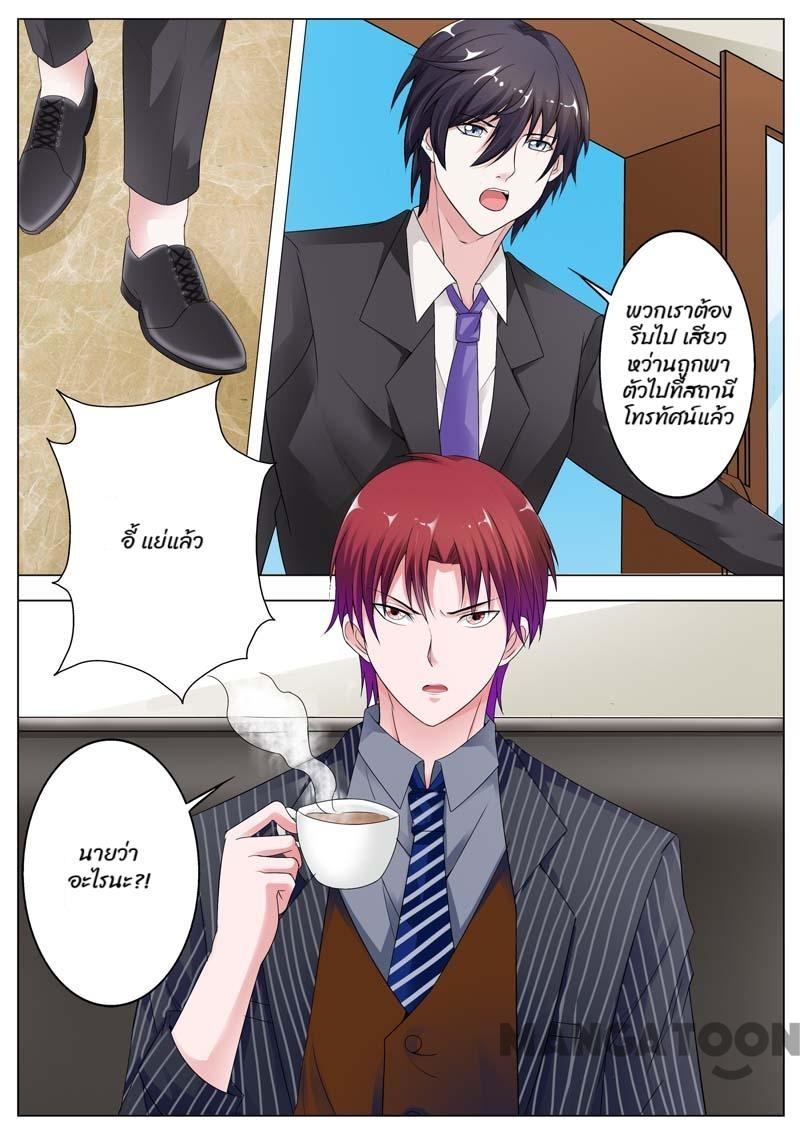 อี้ แย่แล้ว
พวกเราต้อง
รีบไป เสี่ยว
หว่านถูกพา
ตัวไปที่สถานี
โทรทัศน์แล้ว
นายว่า
อะไรนะ?!
MANGATOON